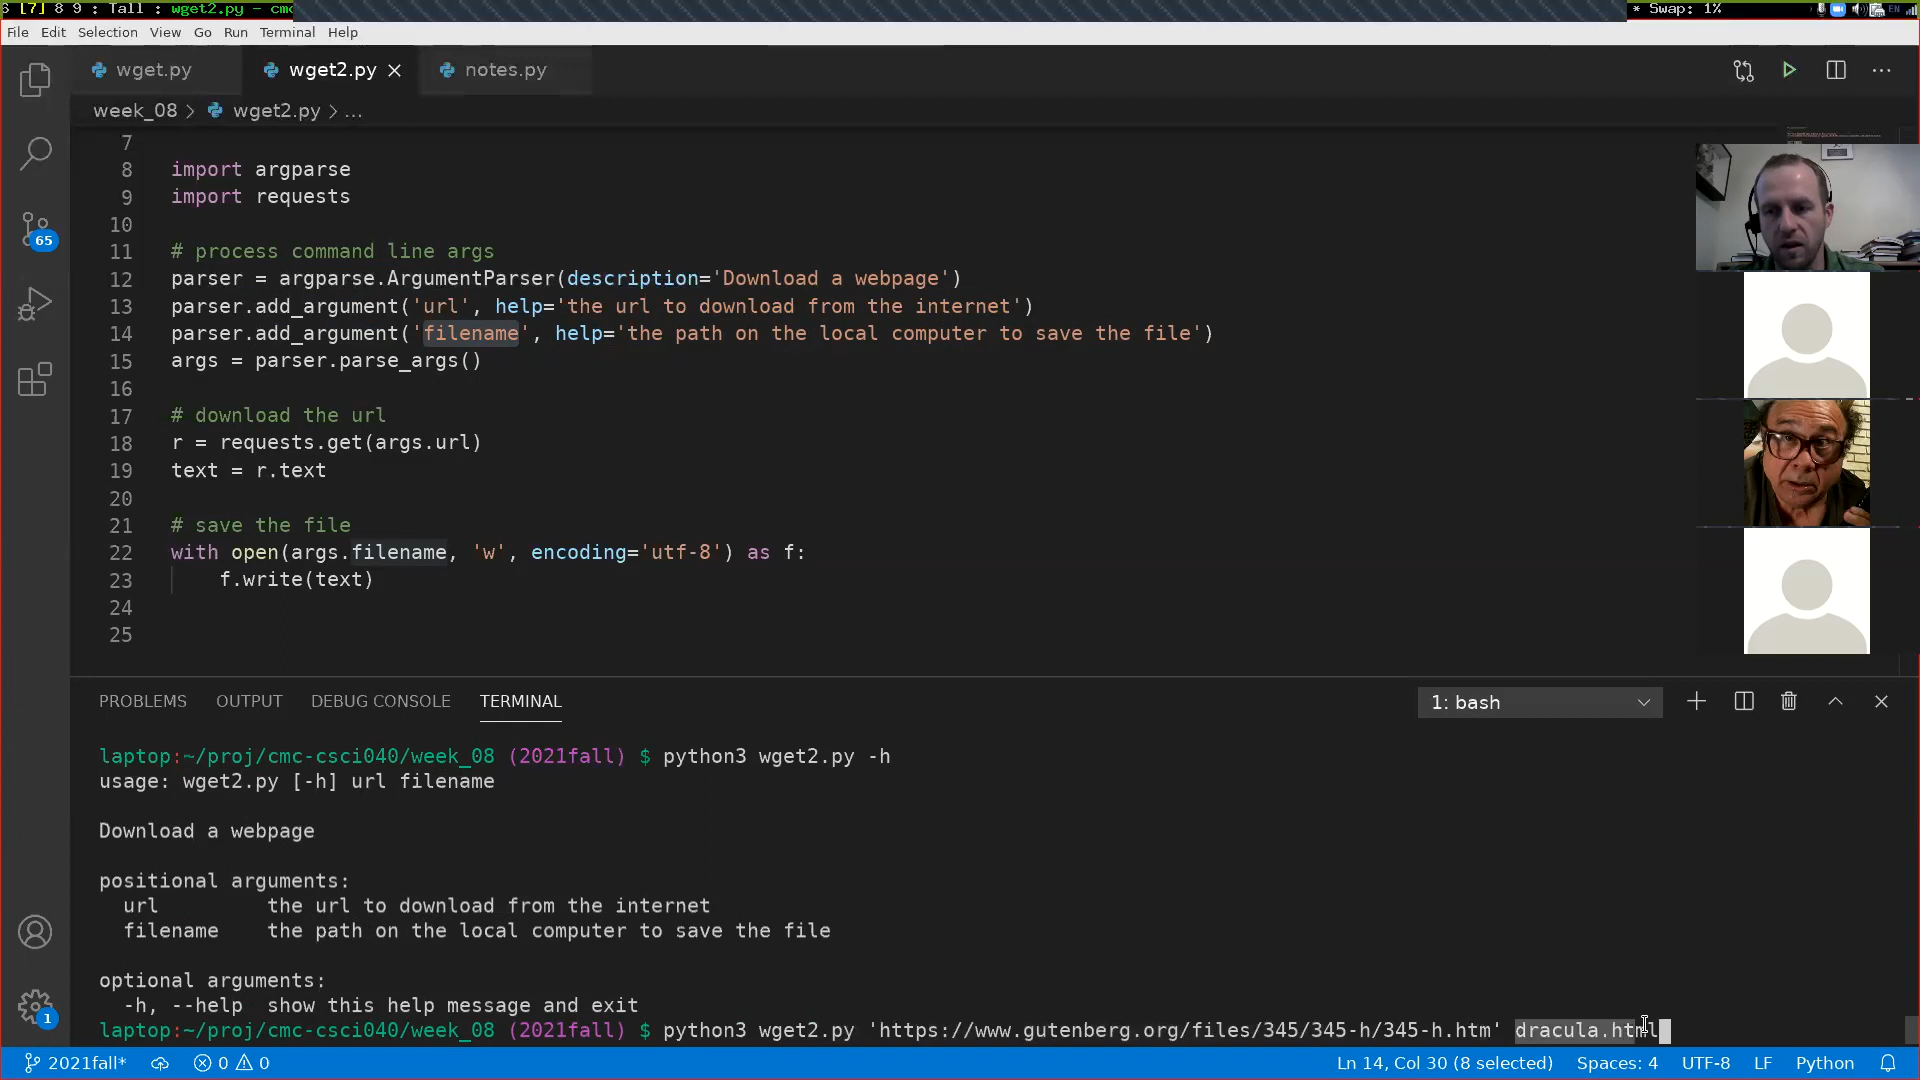 6 [7] 8 9 : Tall : wget2.py - cmc
* Swap: 1%
EN
File Edit Selection View Go Run Terminal Help
wget.py wget2.py notes.py
week_08 > wget2.py > ...
7
8 import argparse
9 import requests
10
11 # process command line args
12 parser = argparse.ArgumentParser(description='Download a webpage')
13 parser.add_argument('url', help='the url to download from the internet')
14 parser.add_argument('filename', help='the path on the local computer to save the file')
15 args = parser.parse_args()
16
17 # download the url
18 r = requests.get(args.url)
19 text = r.text
20
21 # save the file
22 with open(args.filename, 'w', encoding='utf-8') as f:
23 f.write(text)
24
25
65
PROBLEMS OUTPUT DEBUG CONSOLE TERMINAL
1: bash
laptop:~/proj/cmc-csci040/week_08 (2021fall) $ python3 wget2.py -h
usage: wget2.py [-h] url filename
Download a webpage
positional arguments:
url the url to download from the internet
filename the path on the local computer to save the file
optional arguments:
-h, --help show this help message and exit
laptop:~/proj/cmc-csci040/week_08 (2021fall) $ python3 wget2.py 'https://www.gutenberg.org/files/345/345-h/345-h.htm' dracula.html
1
2021fall* 0 0 Ln 14, Col 30 (8 selected) Spaces: 4 UTF-8 LF Python